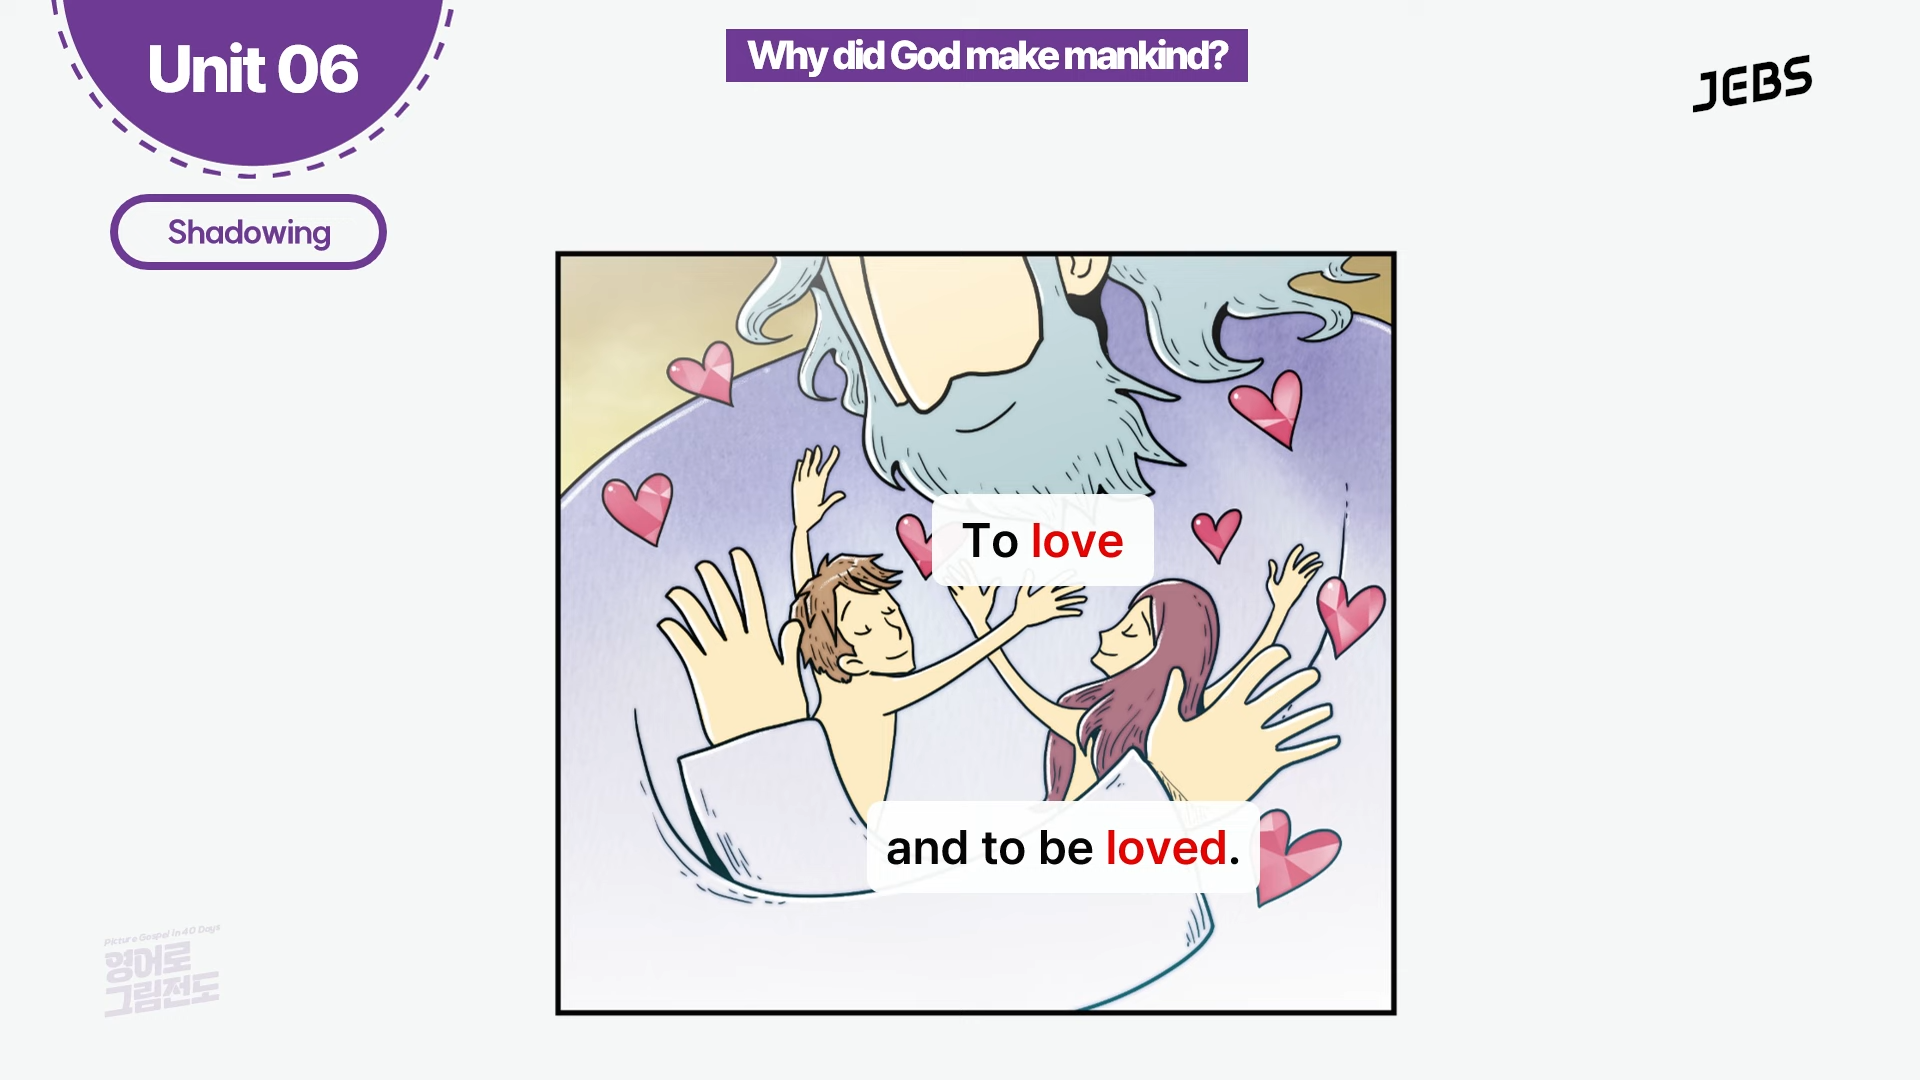 Unit 06
Why did God make mankind?
JEBS
Shadowing
To love
and to be loved.
Picture Gospel in 40 Days
영어로
그림전도